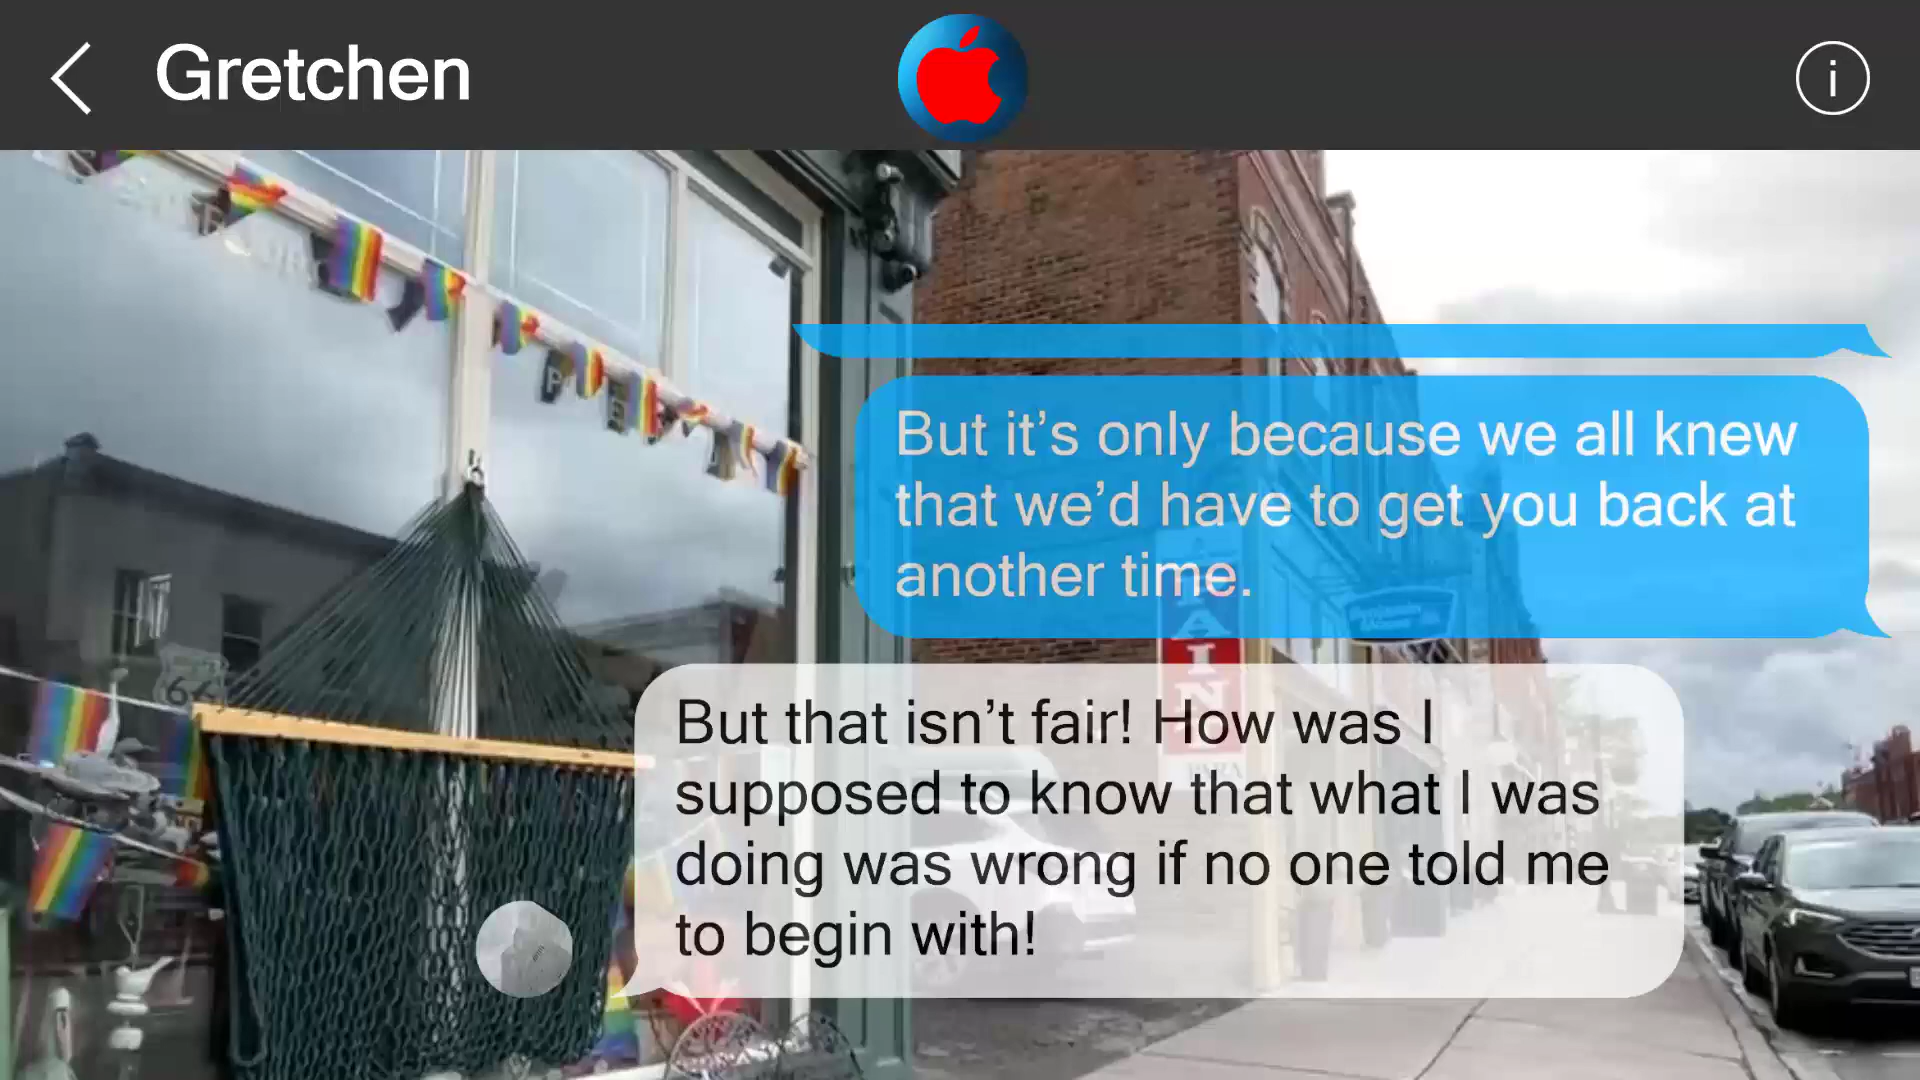 Gretchen
i
But it’s only because we all knew
that we’d have to get you back at
another time.
But that isn’t fair! How was I
supposed to know that what I was
doing was wrong if no one told me
to begin with!
P
E
N
66